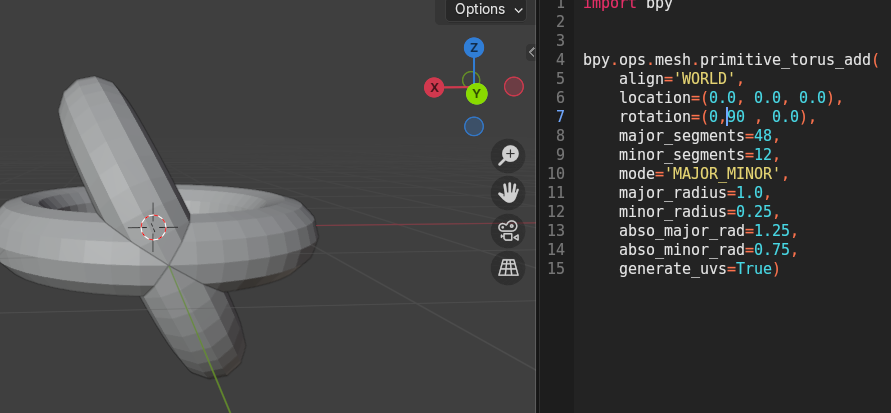 Options
Z
X
Y
1 import bpy
2
3
4 bpy.ops.mesh.primitive_torus_add(
5 align='WORLD',
6 location=(0.0, 0.0, 0.0),
7 rotation=(0,90 , 0.0),
8 major_segments=48,
9 minor_segments=12,
10 mode='MAJOR_MINOR',
11 major_radius=1.0,
12 minor_radius=0.25,
13 abso_major_rad=1.25,
14 abso_minor_rad=0.75,
15 generate_uvs=True)